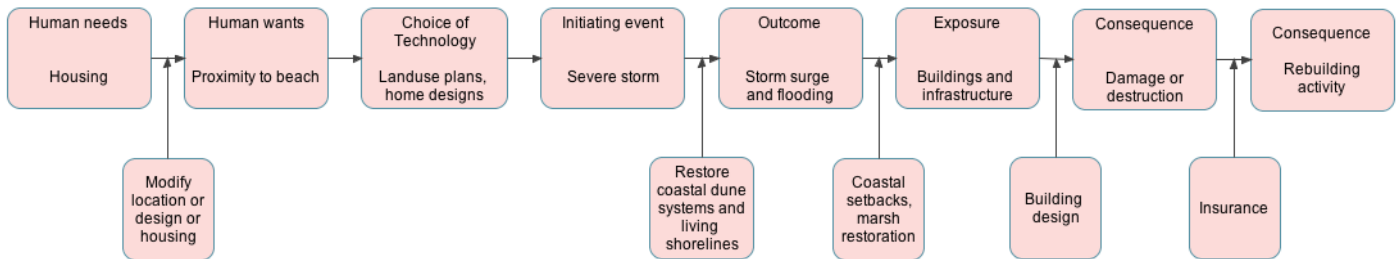 Human needs
Housing
Human wants
Proximity to beach
Choice of
Technology
Landuse plans,
home designs
Initiating event
Severe storm
Outcome
Storm surge
and flooding
Exposure
Buildings and
infrastructure
Consequence
Damage or
destruction
Consequence
Rebuilding
activity
Modify
location or
design or
housing
Restore
coastal dune
systems and
living
shorelines
Coastal
setbacks,
marsh
restoration
Building
design
Insurance